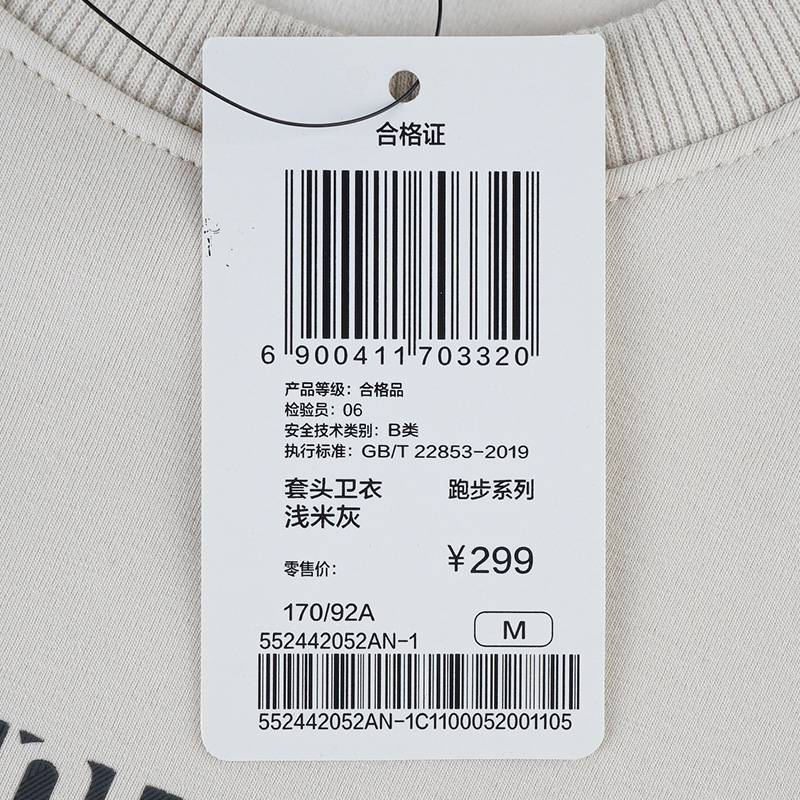 合格证
6 900411 703320
产品等级：合格品
检验员：06
安全技术类别：B类
执行标准：GB/T 22853-2019
套头卫衣 跑步系列
浅米灰
零售价： ¥299
170/92A
552442052AN-1 M
552442052AN-1C1100052001105